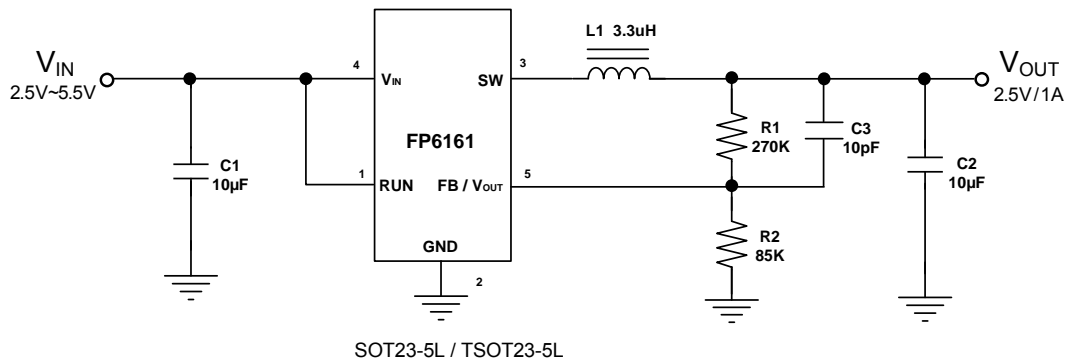 VIN
2.5V~5.5V
C1
10µF
4
VIN
1
RUN
FP6161
SW
3
FB / VOUT
5
GND
2
L1 3.3uH
R1
270K
C3
10pF
R2
85K
C2
10µF
VOUT
2.5V/1A
SOT23-5L / TSOT23-5L